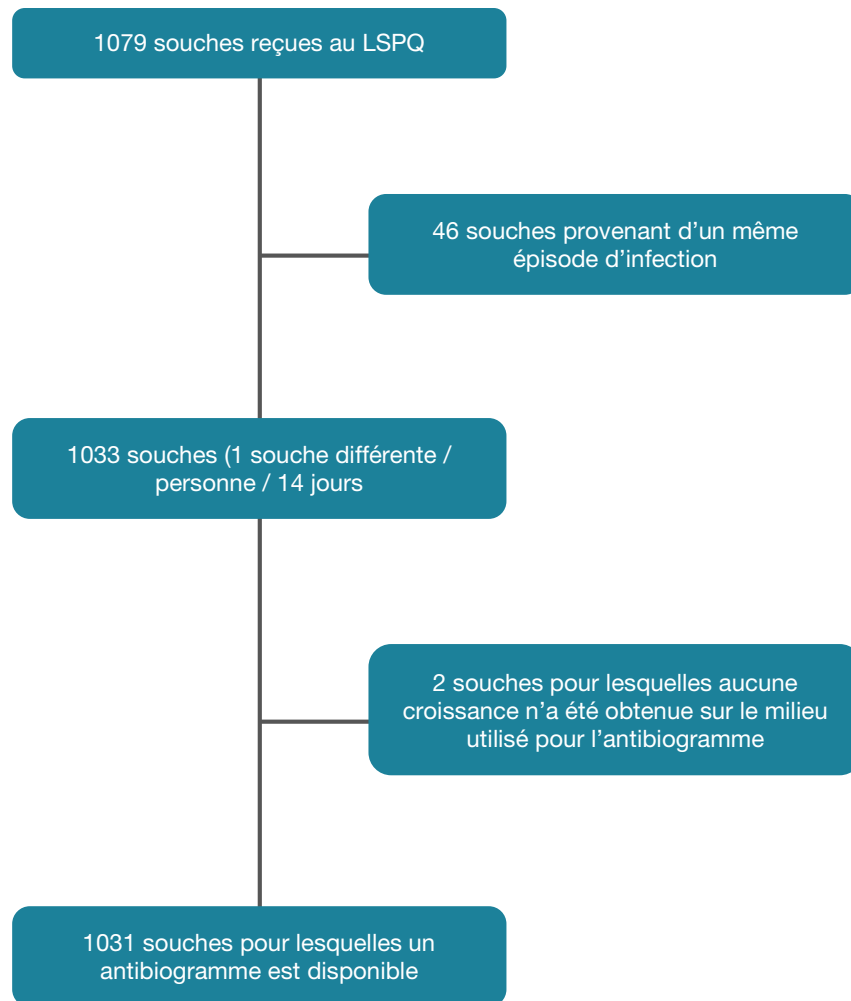 1079 souches reçues au LSPQ
46 souches provenant d'un même
épisode d'infection
1033 souches (1 souche différente /
personne / 14 jours
2 souches pour lesquelles aucune
croissance n'a été obtenue sur le milieu
utilisé pour l'antibiogramme
1031 souches pour lesquelles un
antibiogramme est disponible